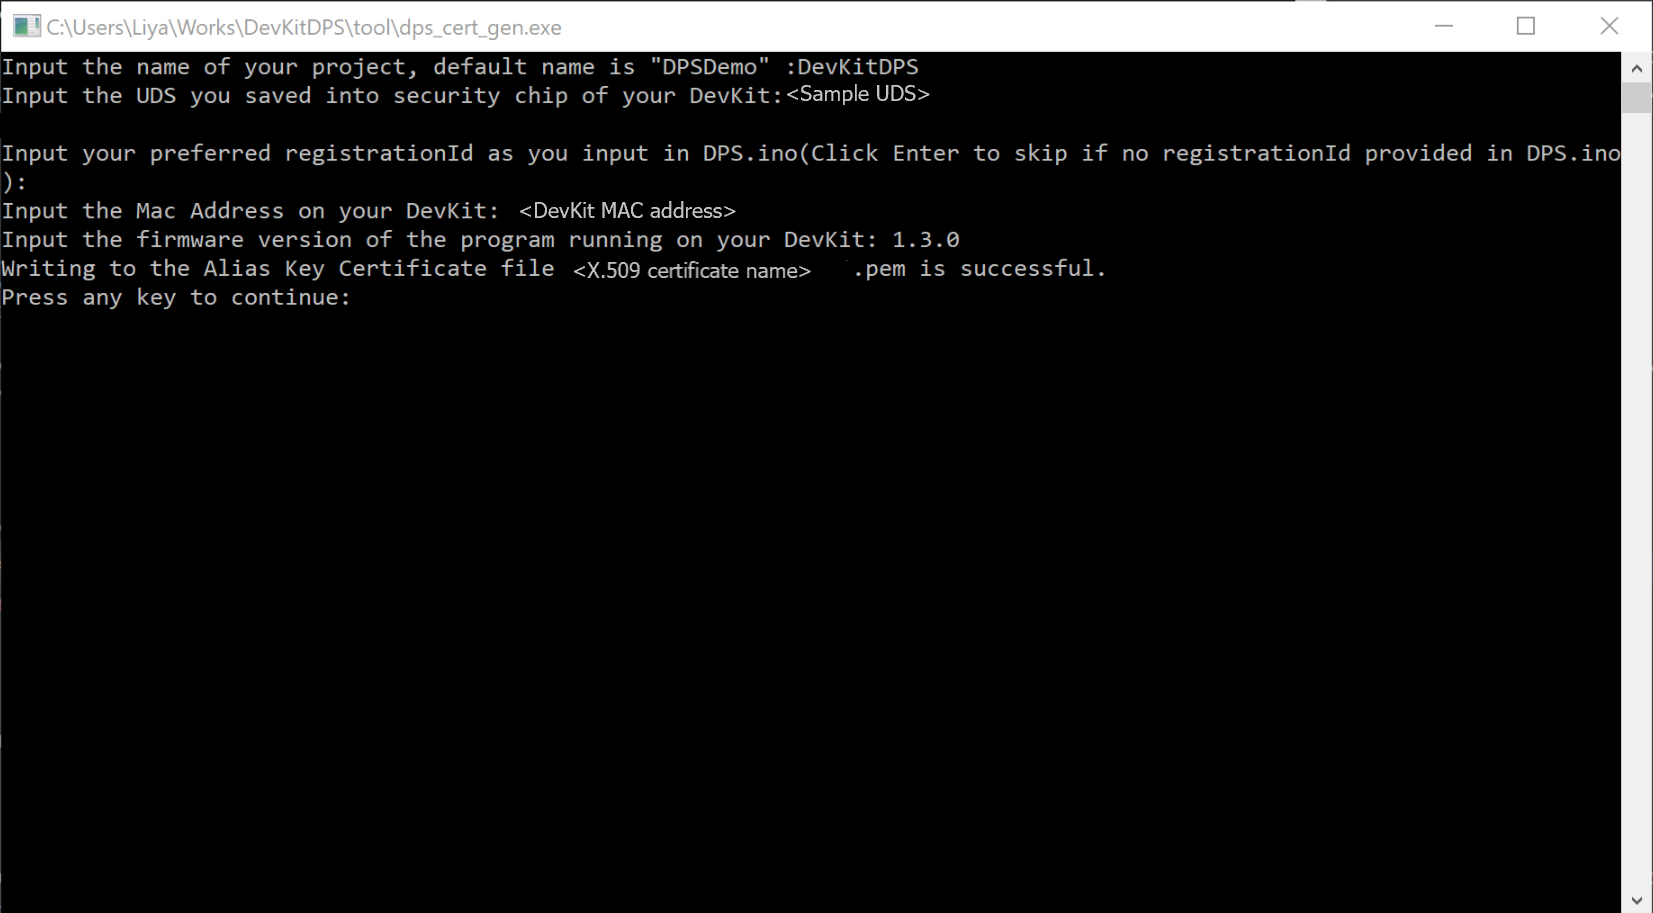 C:\Users\Liya\Works\DevKitDPS\tool\dps_cert_gen.exe
Input the name of your project, default name is "DPSDemo" :DevKitDPS
Input the UDS you saved into security chip of your DevKit:<Sample UDS>
Input your preferred registrationId as you input in DPS.ino(Click Enter to skip if no registrationId provided in DPS.ino
):
Input the Mac Address on your DevKit: <DevKit MAC address>
Input the firmware version of the program running on your DevKit: 1.3.0
Writing to the Alias Key Certificate file <X.509 certificate name> .pem is successful.
Press any key to continue: